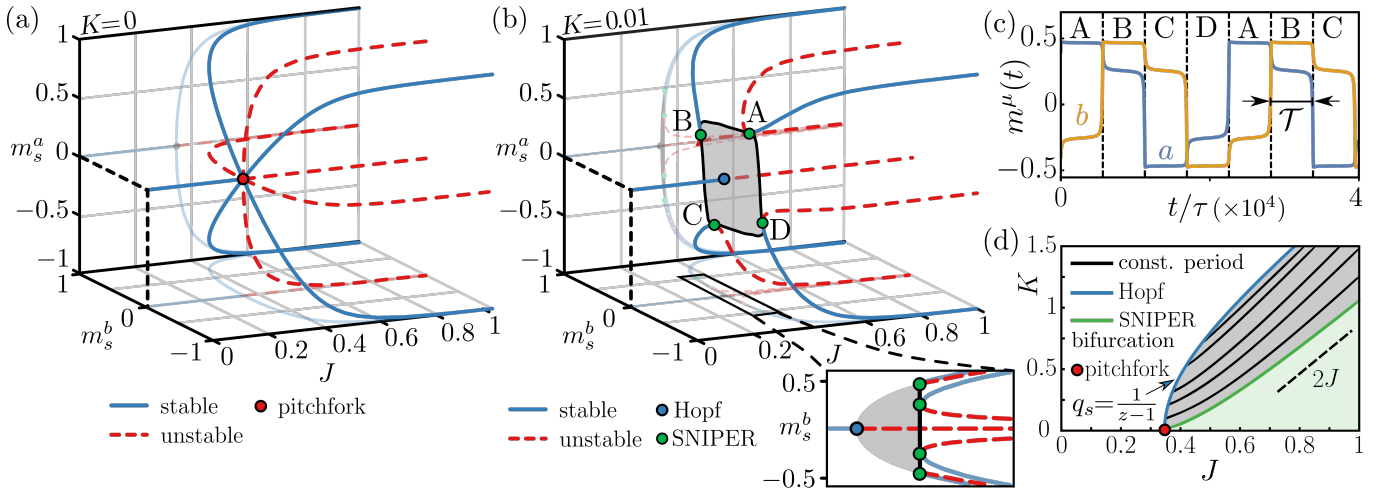 (a)
K=0
1
0.5
m_s^a
0
−0.5
−1
1
0
m_s^b
−1
0
0.2
0.4
0.6
0.8
1
J
stable
unstable
pitchfork
(b)
K=0.01
1
0.5
m_s^a
0
−0.5
−1
1
0
m_s^b
−1
0
0.2
0.4
0.6
0.8
1
J
A
B
C
D
stable
unstable
Hopf
SNIPER
0.5
m_s^b
−0.5
(c)
A B C D A B C
m^μ(t)
0.5
0
−0.5
b
a
𝒯
0 4
t/τ (×10^4)
(d)
K
1.5
1
0.5
0
const. period
Hopf
SNIPER
bifurcation
pitchfork
q_s=1/(z−1)
2J
0 0.2 0.4 0.6 0.8 1
J